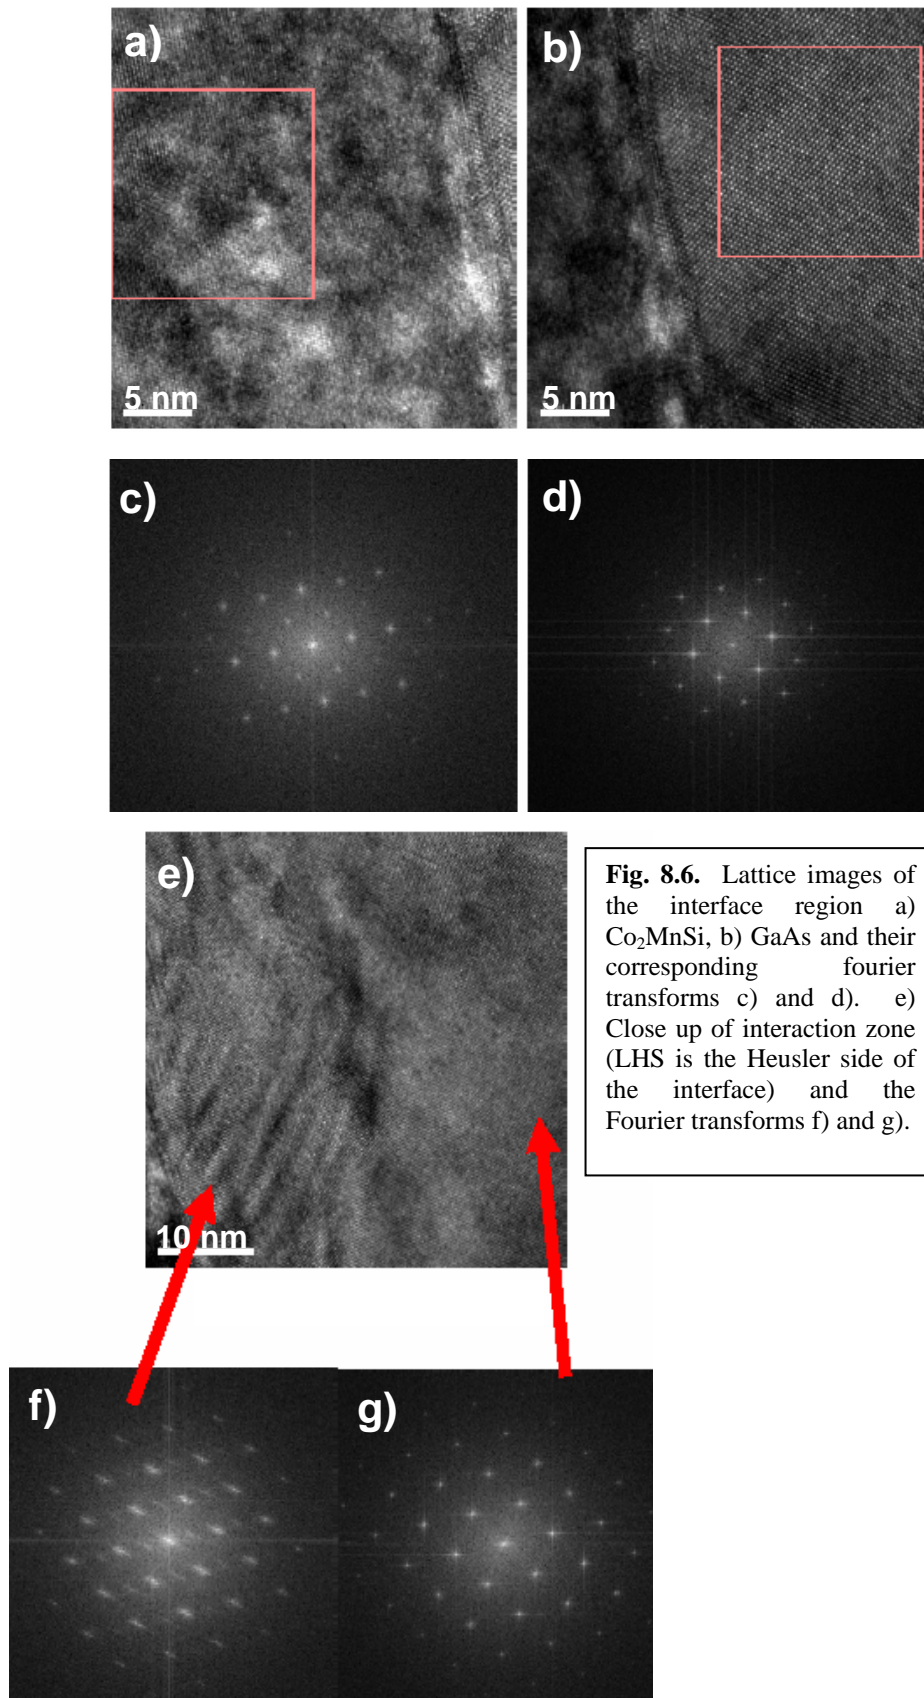 a)
b)
5 nm
5 nm
c)
d)
e)
10 nm
Fig. 8.6. Lattice images of
the interface region a)
Co₂MnSi, b) GaAs and their
corresponding fourier
transforms c) and d). e)
Close up of interaction zone
(LHS is the Heusler side of
the interface) and the
Fourier transforms f) and g).
f)
g)